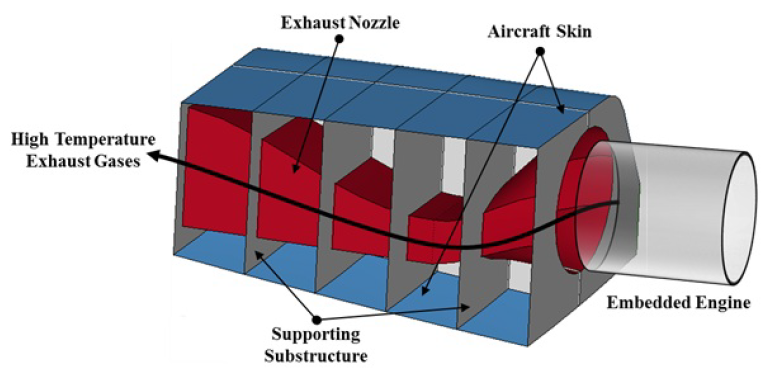 Exhaust Nozzle
Aircraft Skin
High Temperature
Exhaust Gases
Embedded Engine
Supporting
Substructure